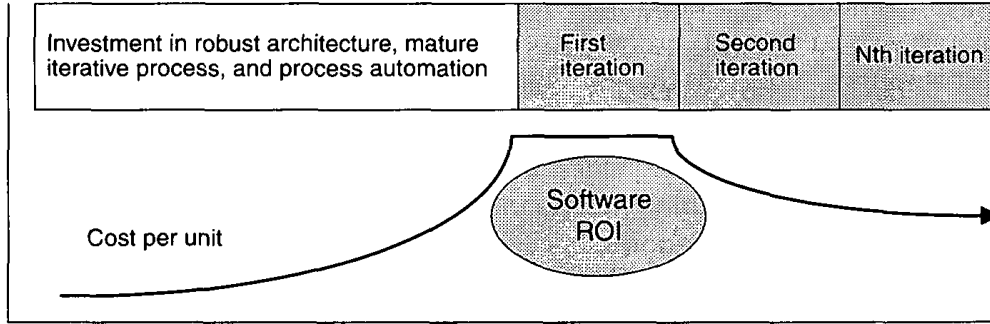 Investment in robust architecture, mature
iterative process, and process automation
First
iteration
Second
iteration
Nth iteration
Cost per unit
Software
ROI